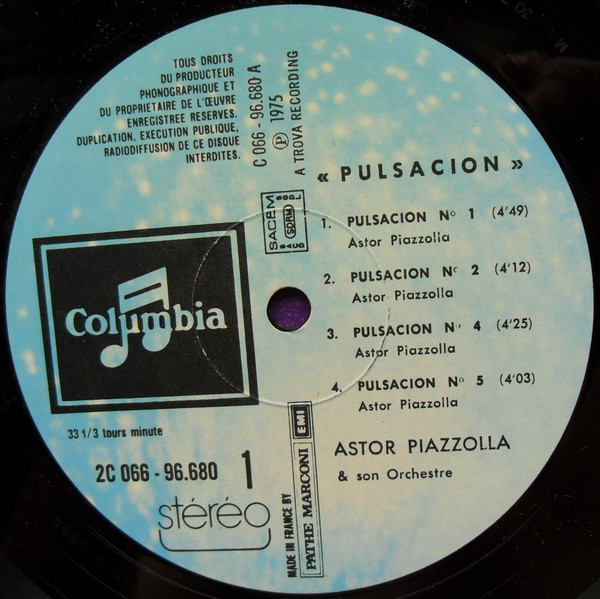 TOUS DROITS
DU PRODUCTEUR
PHONOGRAPHIQUE ET
DU PROPRIETAIRE DE L'ŒUVRE
ENREGISTREE RESERVES.
DUPLICATION, EXECUTION PUBLIQUE,
RADIODIFFUSION DE CE DISQUE
INTERDITES.
C 066 - 96.680 A
Ⓟ 1975
A TROVA RECORDING
« PULSACION »
SACEM
SDRM
1. PULSACION Nº 1 (4'49)
Astor Piazzolla
2. PULSACION Nº 2 (4'12)
Astor Piazzolla
3. PULSACION Nº 4 (4'25)
Astor Piazzolla
4. PULSACION Nº 5 (4'03)
Astor Piazzolla
Columbia
33 1/3 tours minute
2C 066 - 96.680 1
stéréo
MADE IN FRANCE BY
PATHE MARCONI EMI
ASTOR PIAZZOLLA
& son Orchestre